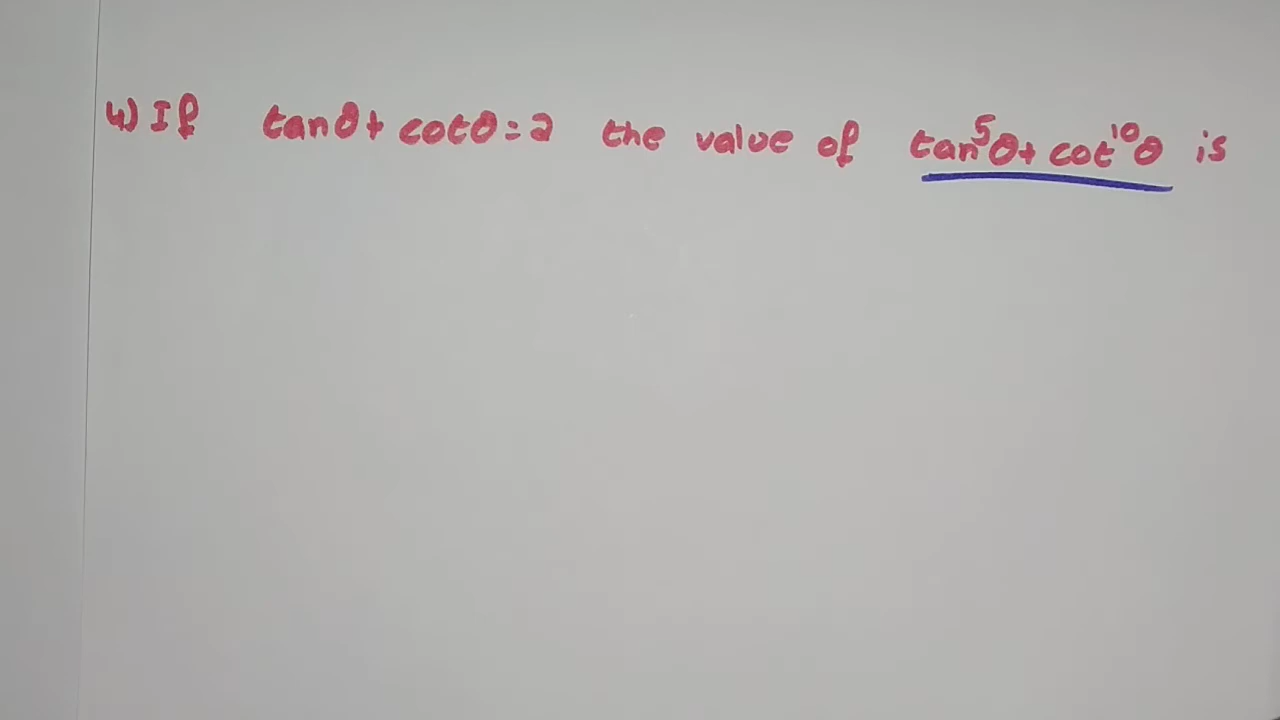 4) If tanθ + cotθ = 2 the value of tan⁵θ + cot¹⁰θ is